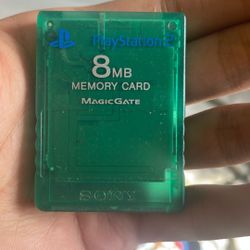 PlayStation 2
8MB
MEMORY CARD
MAGICGATE
SONY